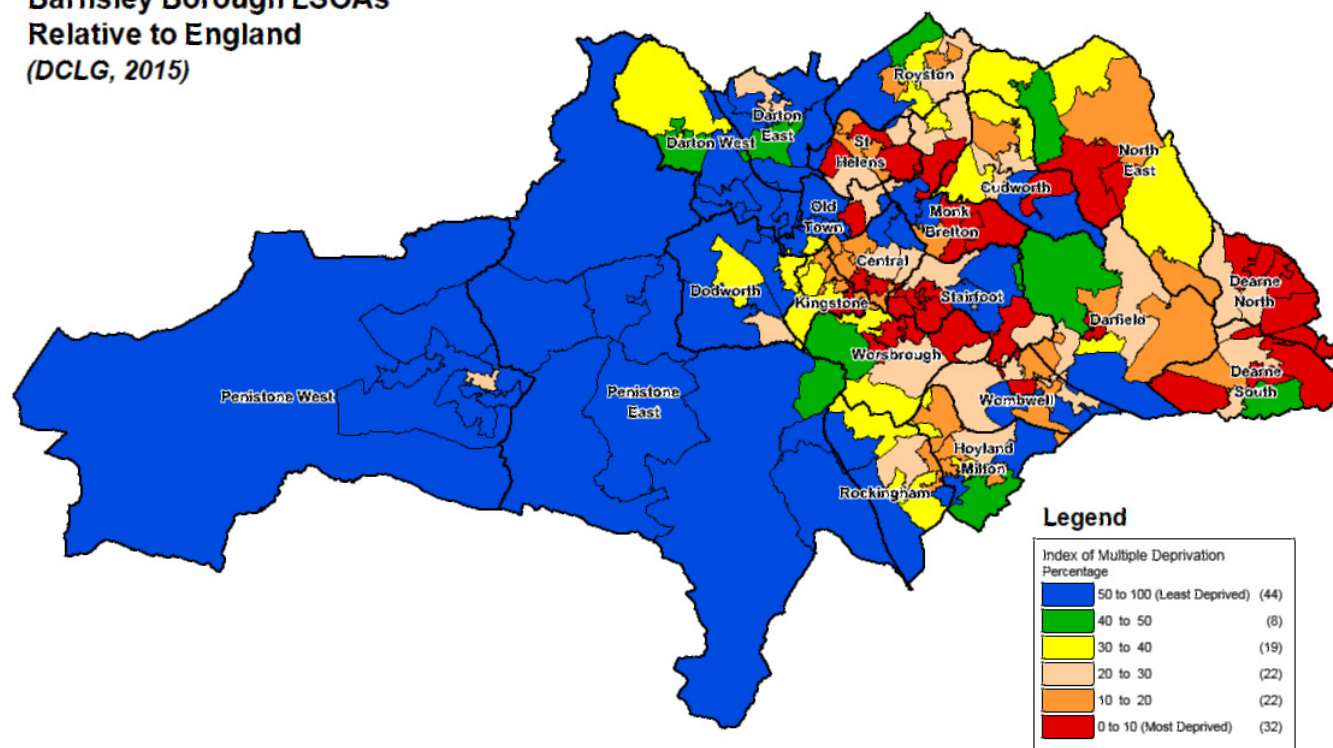 Barnsley Borough LSOAs
Relative to England
(DCLG, 2015)
Royston
Darton
East
Darton West
St
Helens
North
East
Cudworth
Old
Town
Monk
Bretton
Central
Dodworth
Kingstone
Stairfoot
Dearne
North
Darfield
Worsbrough
Penistone West
Penistone
East
Wombwell
Dearne
South
Hoyland
Milton
Rockingham
Legend
Index of Multiple Deprivation
Percentage
50 to 100 (Least Deprived) (44)
40 to 50 (8)
30 to 40 (19)
20 to 30 (22)
10 to 20 (22)
0 to 10 (Most Deprived) (32)